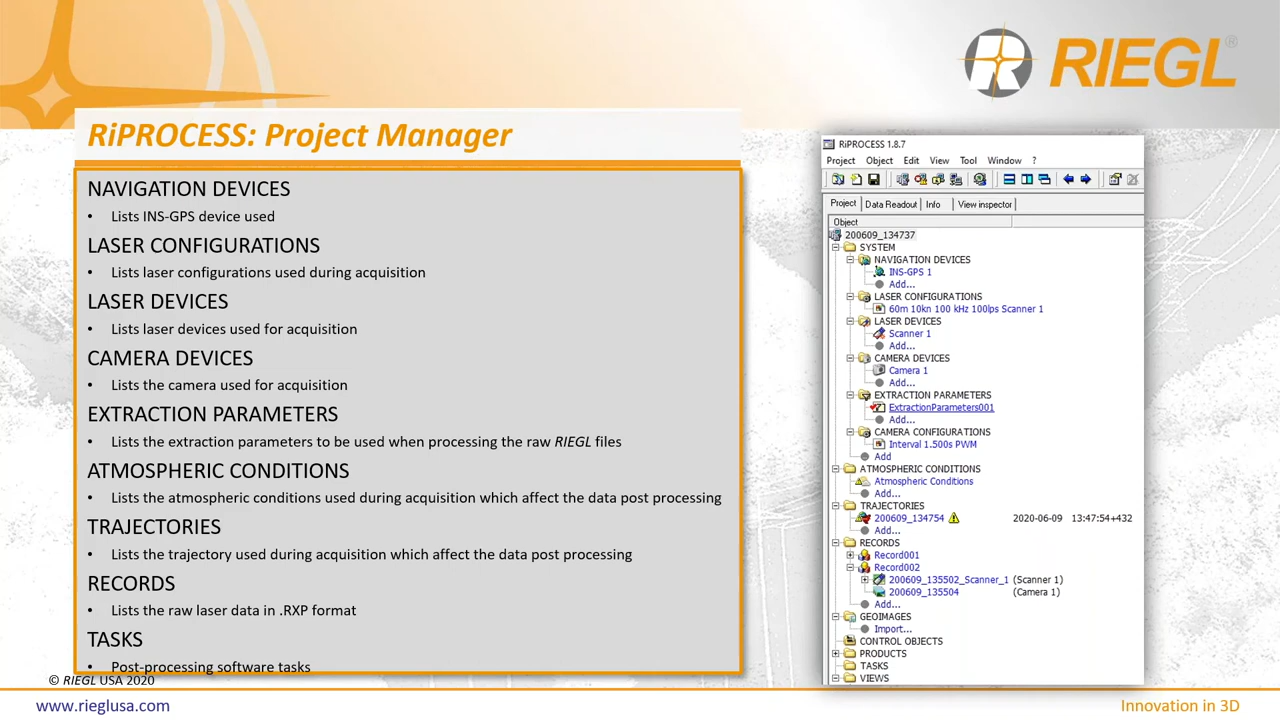 RIEGL®
RiPROCESS: Project Manager
NAVIGATION DEVICES
• Lists INS-GPS device used
LASER CONFIGURATIONS
• Lists laser configurations used during acquisition
LASER DEVICES
• Lists laser devices used for acquisition
CAMERA DEVICES
• Lists the camera used for acquisition
EXTRACTION PARAMETERS
• Lists the extraction parameters to be used when processing the raw RIEGL files
ATMOSPHERIC CONDITIONS
• Lists the atmospheric conditions used during acquisition which affect the data post processing
TRAJECTORIES
• Lists the trajectory used during acquisition which affect the data post processing
RECORDS
• Lists the raw laser data in .RXP format
TASKS
• Post-processing software tasks
RiPROCESS 1.8.7
Project Object Edit View Tool Window ?
Project Data Readout Info View inspector
Object
200609_134737
SYSTEM
NAVIGATION DEVICES
INS-GPS 1
Add...
LASER CONFIGURATIONS
60m 10kn 100 kHz 100lps Scanner 1
LASER DEVICES
Scanner 1
Add...
CAMERA DEVICES
Camera 1
Add...
EXTRACTION PARAMETERS
ExtractionParameters001
Add...
CAMERA CONFIGURATIONS
Interval 1.500s PWM
Add
ATMOSPHERIC CONDITIONS
Atmospheric Conditions
Add...
TRAJECTORIES
200609_134754 2020-06-09 13:47:54+432
Add...
RECORDS
Record001
Record002
200609_135502_Scanner_1 (Scanner 1)
200609_135504 (Camera 1)
Add...
GEOIMAGES
Import...
CONTROL OBJECTS
PRODUCTS
TASKS
VIEWS
© RIEGL USA 2020
www.rieglusa.com
Innovation in 3D